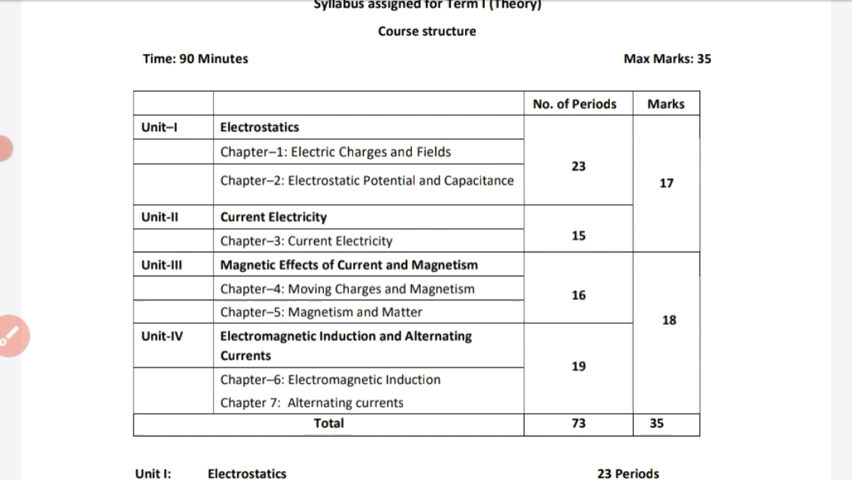 Syllabus assigned for Term I (Theory)
Course structure
Time: 90 Minutes Max Marks: 35
No. of Periods Marks
Unit–I Electrostatics
Chapter–1: Electric Charges and Fields
23
Chapter–2: Electrostatic Potential and Capacitance
17
Unit-II Current Electricity
15
Chapter–3: Current Electricity
Unit-III Magnetic Effects of Current and Magnetism
Chapter–4: Moving Charges and Magnetism
16
Chapter–5: Magnetism and Matter
18
Unit-IV Electromagnetic Induction and Alternating
Currents
19
Chapter–6: Electromagnetic Induction
Chapter 7: Alternating currents
Total 73 35
Unit I: Electrostatics 23 Periods